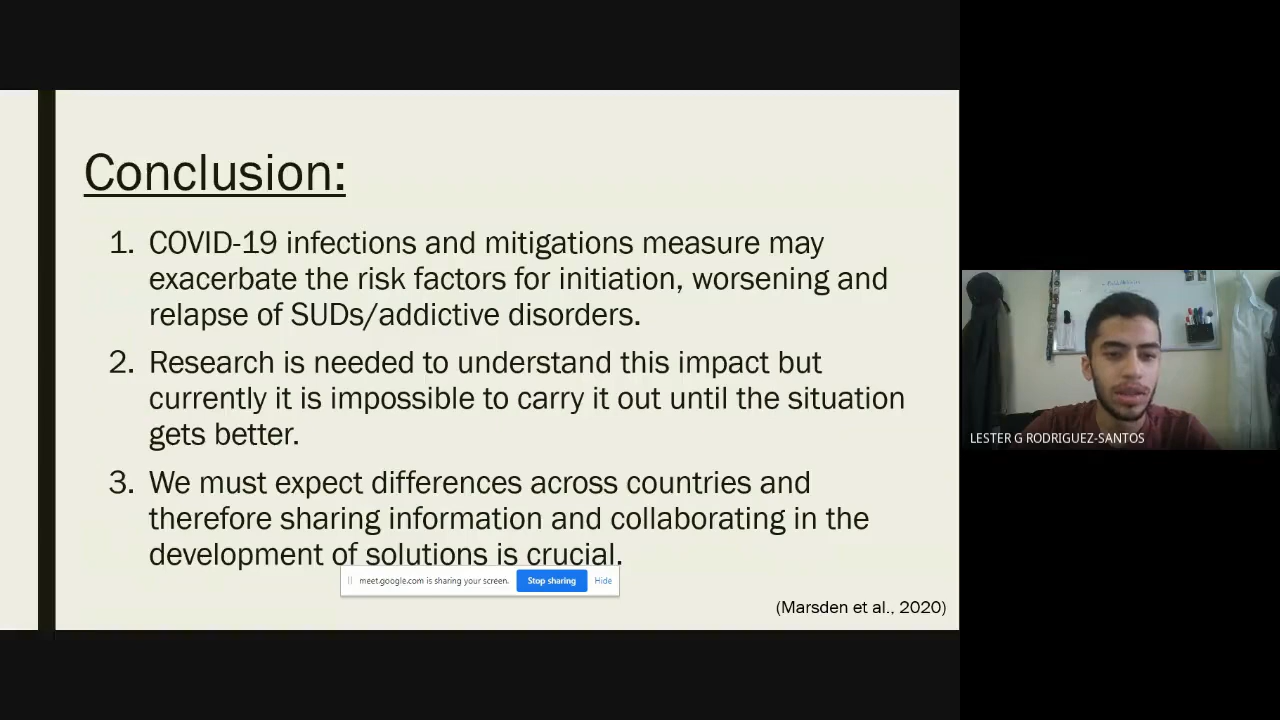 Conclusion:
1. COVID-19 infections and mitigations measure may
exacerbate the risk factors for initiation, worsening and
relapse of SUDs/addictive disorders.
2. Research is needed to understand this impact but
currently it is impossible to carry it out until the situation
gets better.
3. We must expect differences across countries and
therefore sharing information and collaborating in the
development of solutions is crucial.
meet.google.com is sharing your screen. Stop sharing Hide
(Marsden et al., 2020)
LESTER G RODRIGUEZ-SANTOS